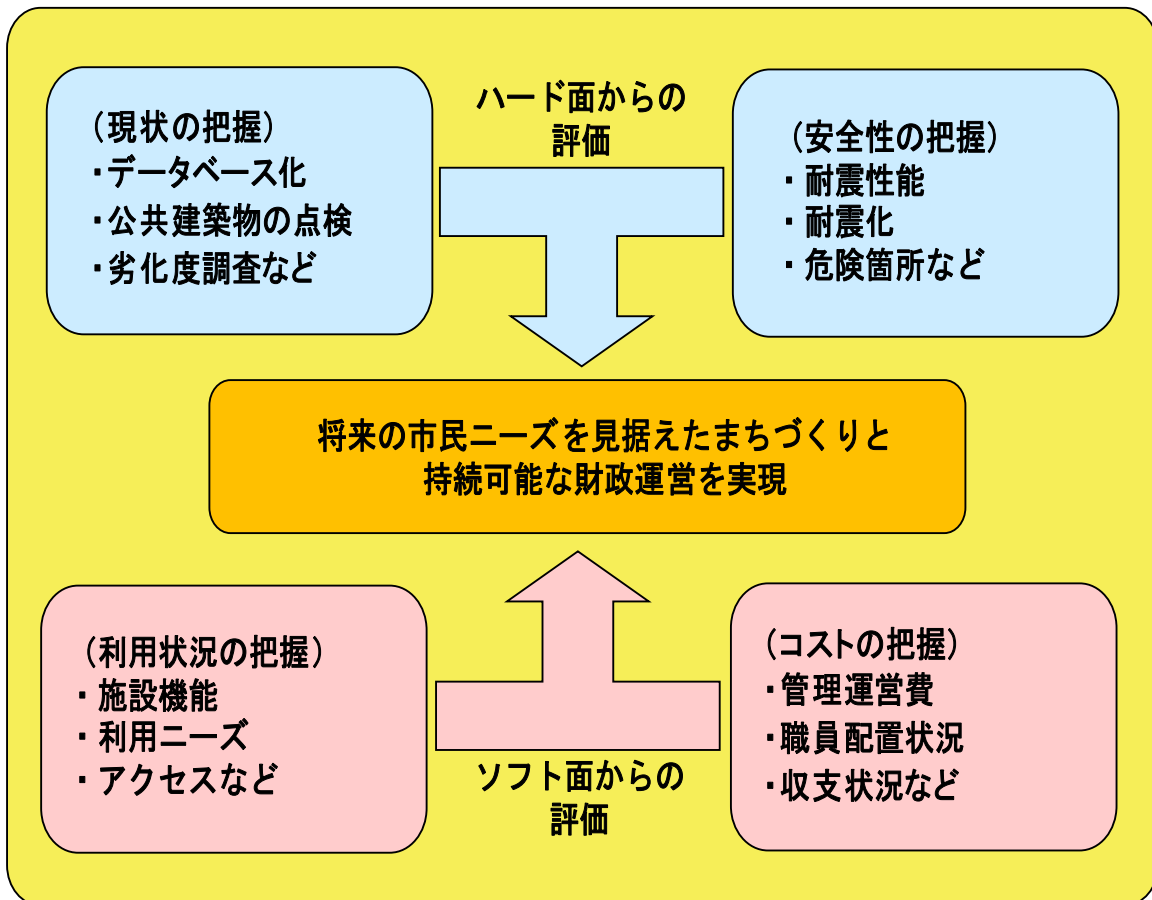 （現状の把握）
・データベース化
・公共建築物の点検
・劣化度調査など
ハード面からの
評価
（安全性の把握）
・耐震性能
・耐震化
・危険箇所など
将来の市民ニーズを見据えたまちづくりと
持続可能な財政運営を実現
（利用状況の把握）
・施設機能
・利用ニーズ
・アクセスなど
ソフト面からの
評価
（コストの把握）
・管理運営費
・職員配置状況
・収支状況など